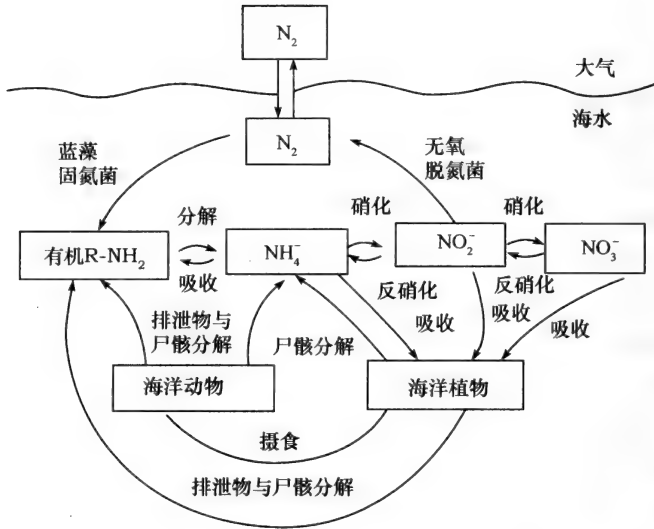 N₂
大气
海水
N₂
蓝藻
固氮菌
无氧
脱氮菌
分解
硝化
硝化
有机R-NH₂
NH₄⁻
NO₂⁻
NO₃⁻
吸收
反硝化
反硝化
吸收
吸收
吸收
排泄物与
尸骸分解
尸骸分解
海洋动物
海洋植物
摄食
排泄物与尸骸分解